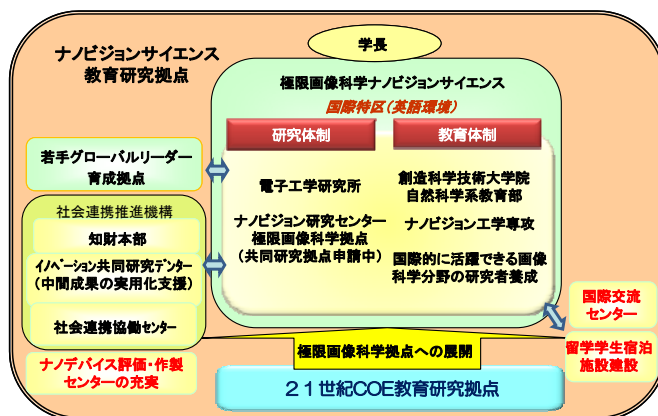 学長
ナノビジョンサイエンス
教育研究拠点
極限画像科学ナノビジョンサイエンス
国際特区(英語環境)
研究体制
教育体制
電子工学研究所
ナノビジョン研究センター
極限画像科学拠点
(共同研究拠点申請中)
創造科学技術大学院
自然科学系教育部
ナノビジョン工学専攻
国際的に活躍できる画像
科学分野の研究者養成
若手グローバルリーダー
育成拠点
社会連携推進機構
知財本部
イノベーション共同研究デンター
(中間成果の実用化支援)
社会連携協働センター
ナノデバイス評価・作製
センターの充実
国際交流
センター
留学学生宿泊
施設建設
極限画像科学拠点への展開
21世紀COE教育研究拠点